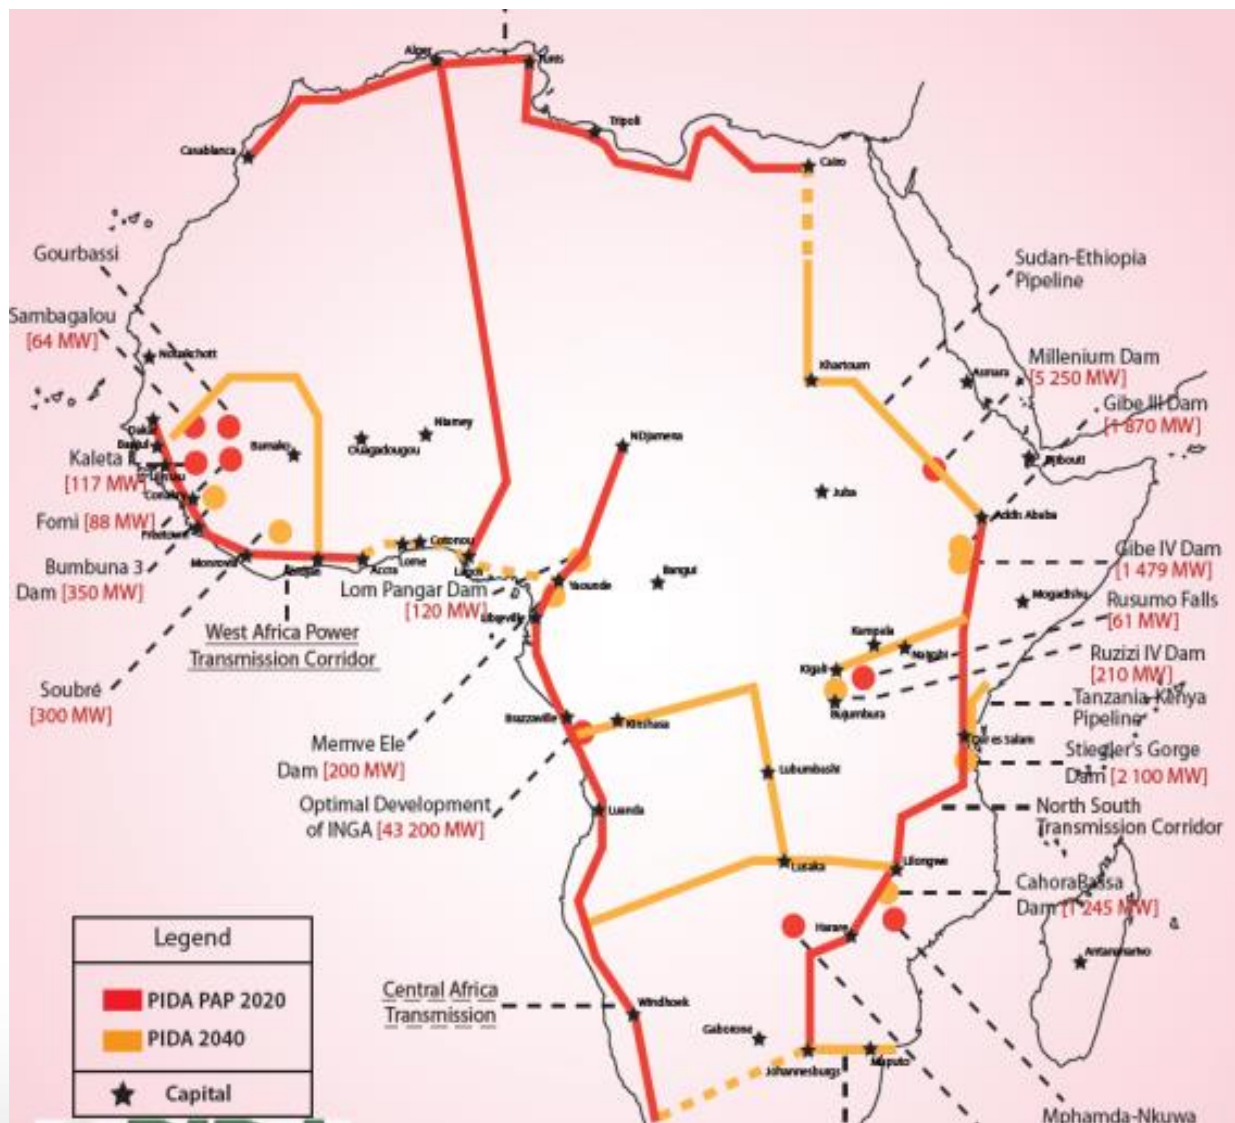 Alger
Tunis
Tripoli
Casablanca
Cairo
Gourbassi
Sudan-Ethiopia
Pipeline
Sambagalou
[64 MW]
Nouakchott
Khartoum
Asmara
Millenium Dam
[5 250 MW]
Gibe III Dam
[1 870 MW]
Dakar
Banjul
Bamako
Ouagadougou
Niamey
NDjamena
Djibouti
Kaleta II
[117 MW]
Conakry
Juba
Addis Ababa
Fomi [88 MW]
Freetown
Monrovia
Abidjan
Accra
Lome
Cotonou
Lagos
Bumbuna 3
Dam [350 MW]
Lom Pangar Dam
[120 MW]
Yaounde
Bangui
Gibe IV Dam
[1 479 MW]
Mogadishu
Rusumo Falls
[61 MW]
Libreville
West Africa Power
Transmission Corridor
Kampala
Nairobi
Kigali
Ruzizi IV Dam
[210 MW]
Soubré
[300 MW]
Bujumbura
Tanzania-Kenya
Pipeline
Brazzaville
Kinshasa
Dar es Salam
Memve Ele
Dam [200 MW]
Stiegler's Gorge
Dam [2 100 MW]
Lubumbashi
Optimal Development
of INGA [43 200 MW]
Luanda
North South
Transmission Corridor
Lusaka
Lilongwe
CahoraBassa
Dam [1 245 MW]
Harare
Antananarivo
Legend
PIDA PAP 2020
PIDA 2040
Capital
Central Africa
Transmission
Windhoek
Gaborone
Johannesburgs
Maputo
Mphamda-Nkuwa